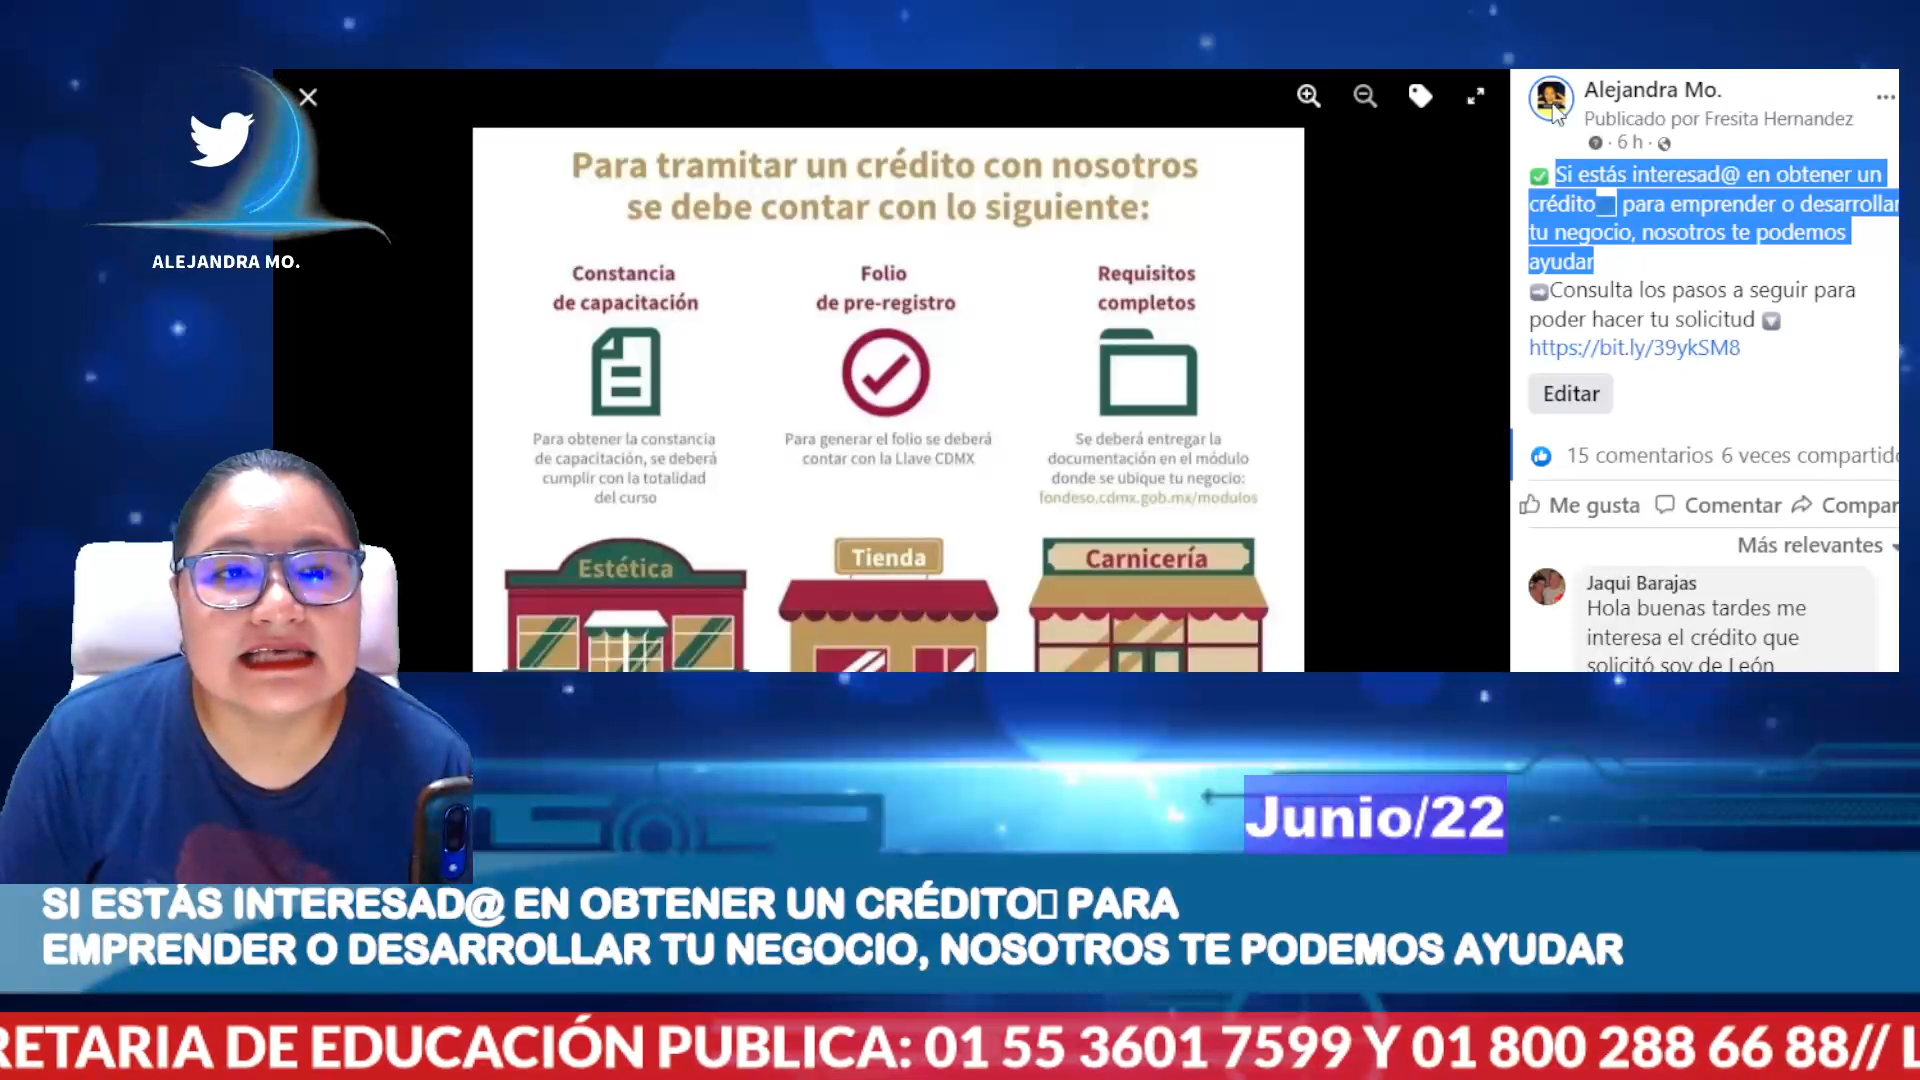 ALEJANDRA MO.
Para tramitar un crédito con nosotros
se debe contar con lo siguiente:
Constancia
de capacitación
Para obtener la constancia
de capacitación, se deberá
cumplir con la totalidad
del curso
Folio
de pre-registro
Para generar el folio se deberá
contar con la Llave CDMX
Requisitos
completos
Se deberá entregar la
documentación en el módulo
donde se ubique tu negocio:
fondeso.cdmx.gob.mx/modulos
Estética
Tienda
Carnicería
Alejandra Mo.
Publicado por Fresita Hernandez
· 6 h ·
Si estás interesad@ en obtener un
crédito para emprender o desarrollar
tu negocio, nosotros te podemos
ayudar
Consulta los pasos a seguir para
poder hacer tu solicitud
https://bit.ly/39ykSM8
Editar
15 comentarios 6 veces compartido
Me gusta Comentar Compar
Más relevantes
Jaqui Barajas
Hola buenas tardes me
interesa el crédito que
solicitó soy de León
Junio/22
SI ESTÁS INTERESAD@ EN OBTENER UN CRÉDITO PARA
EMPRENDER O DESARROLLAR TU NEGOCIO, NOSOTROS TE PODEMOS AYUDAR
RETARIA DE EDUCACIÓN PUBLICA: 01 55 3601 7599 Y 01 800 288 66 88// L